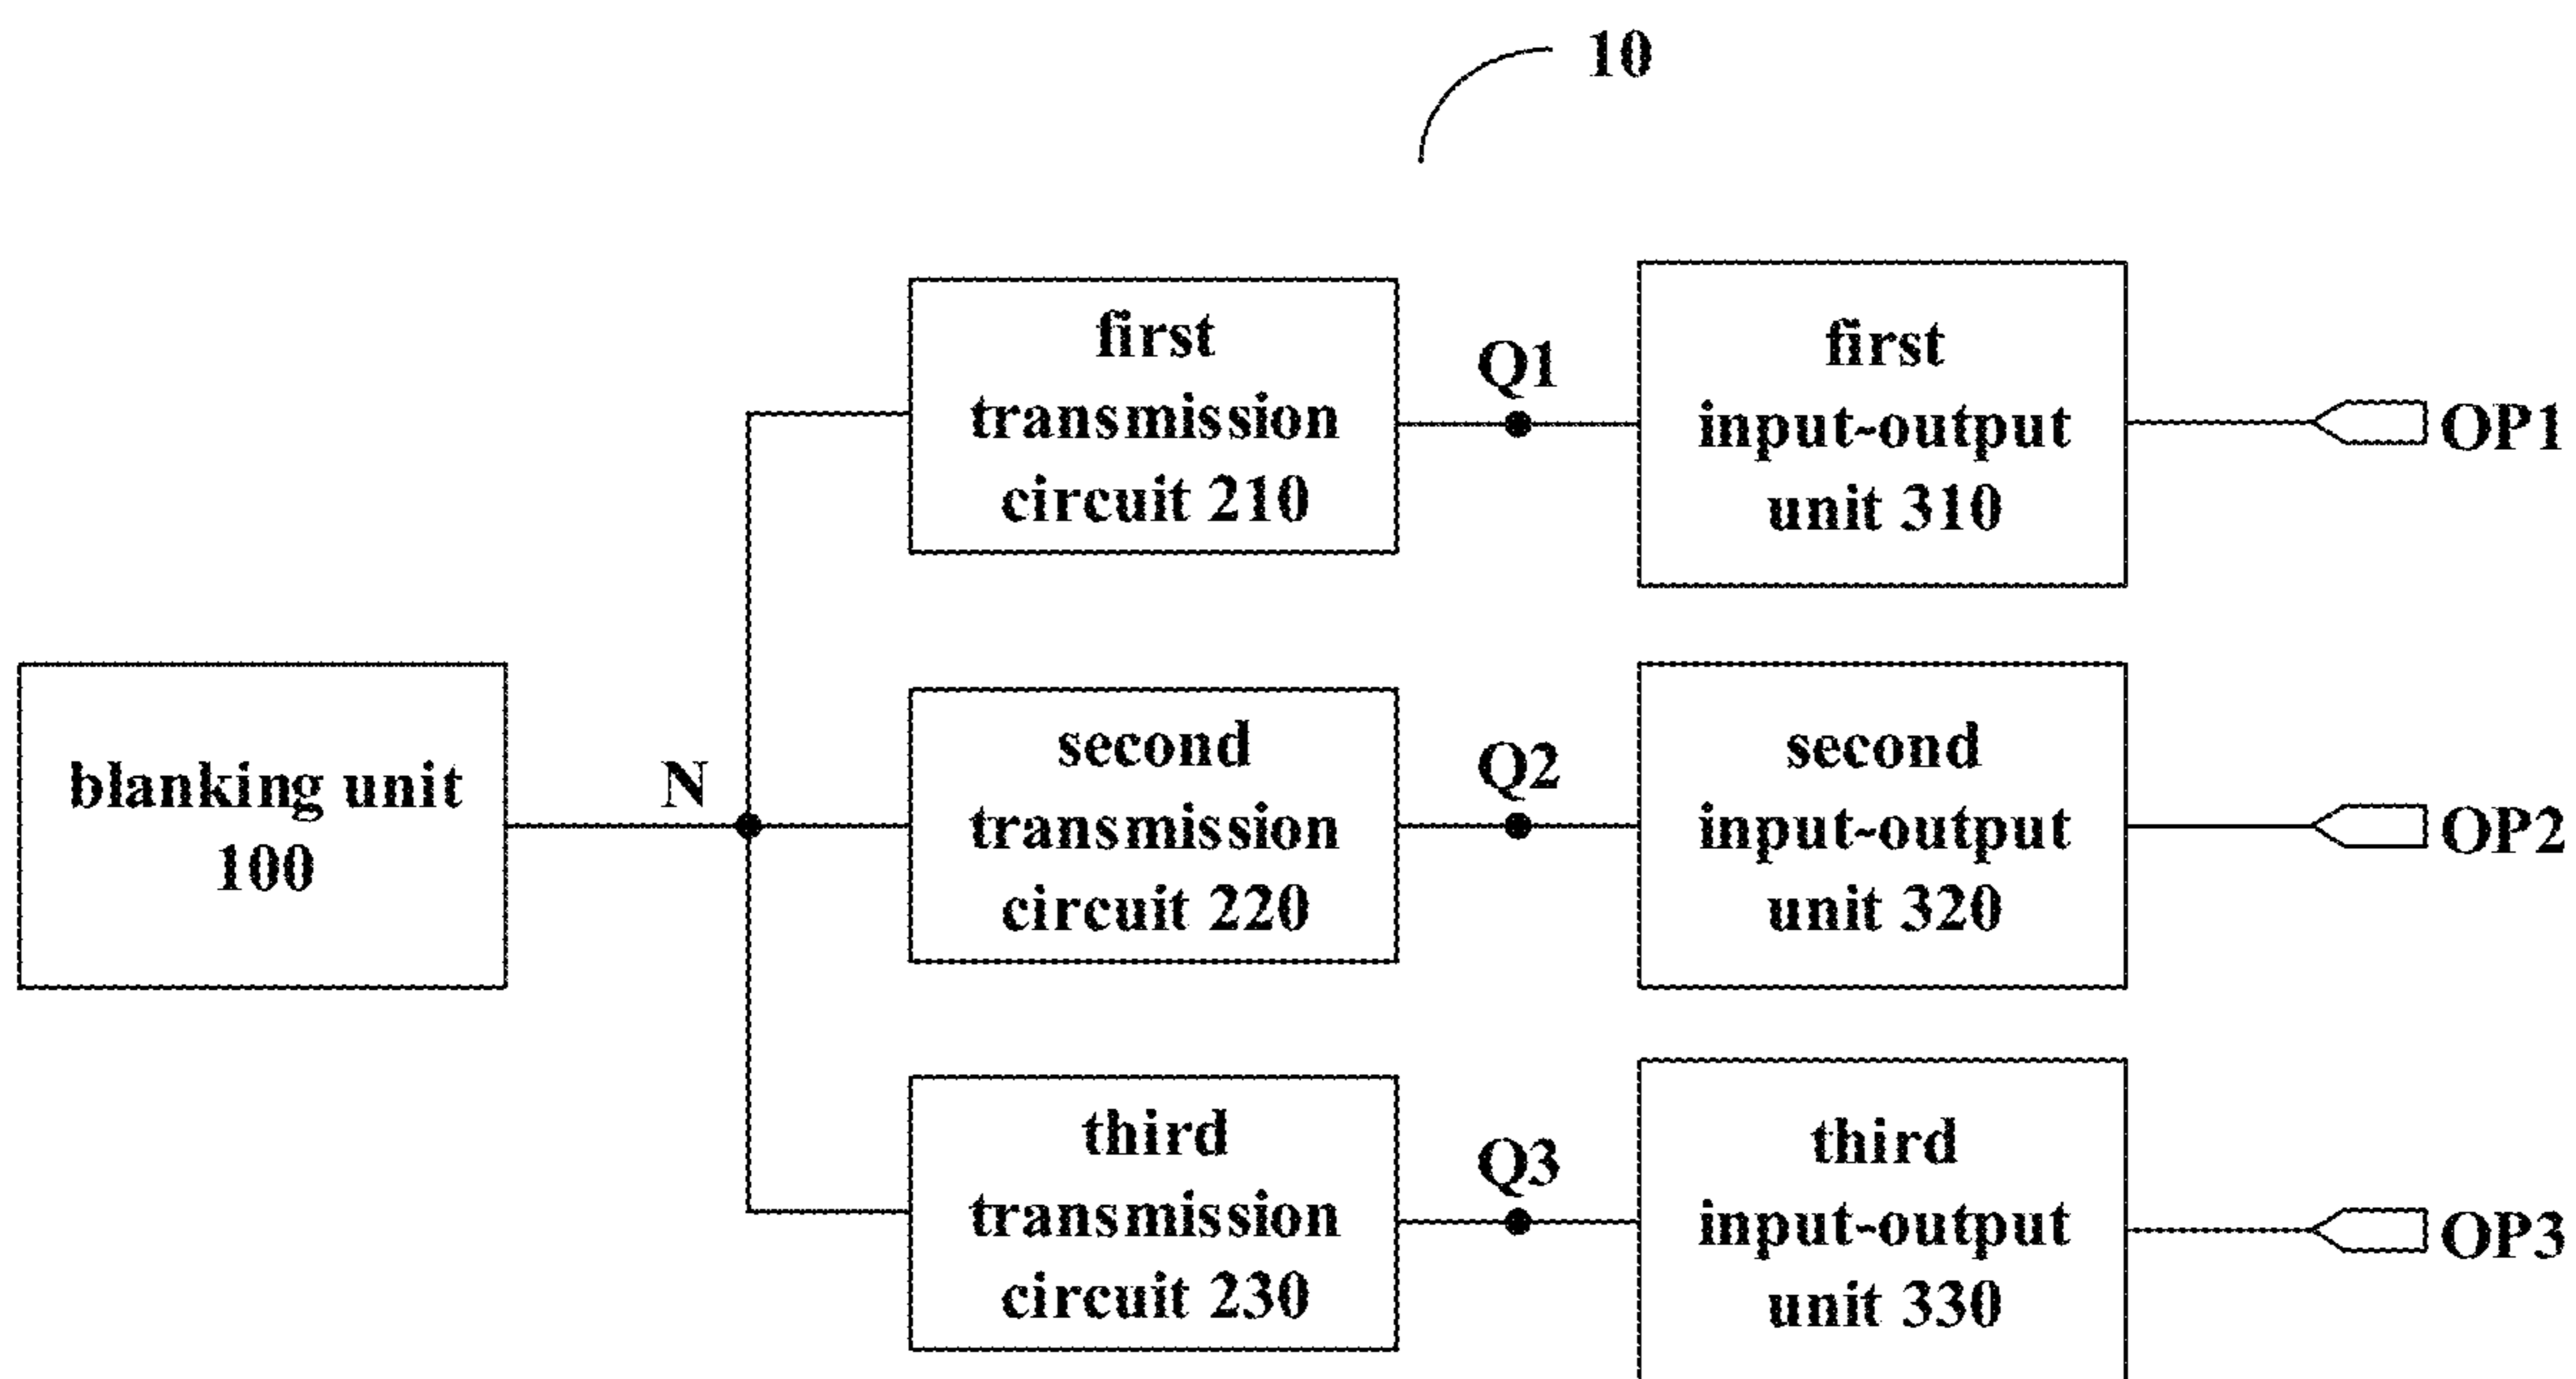 10
first
transmission
circuit 210
Q1
first
input-output
unit 310
OP1
blanking unit
100
N
second
transmission
circuit 220
Q2
second
input-output
unit 320
OP2
third
transmission
circuit 230
Q3
third
input-output
unit 330
OP3